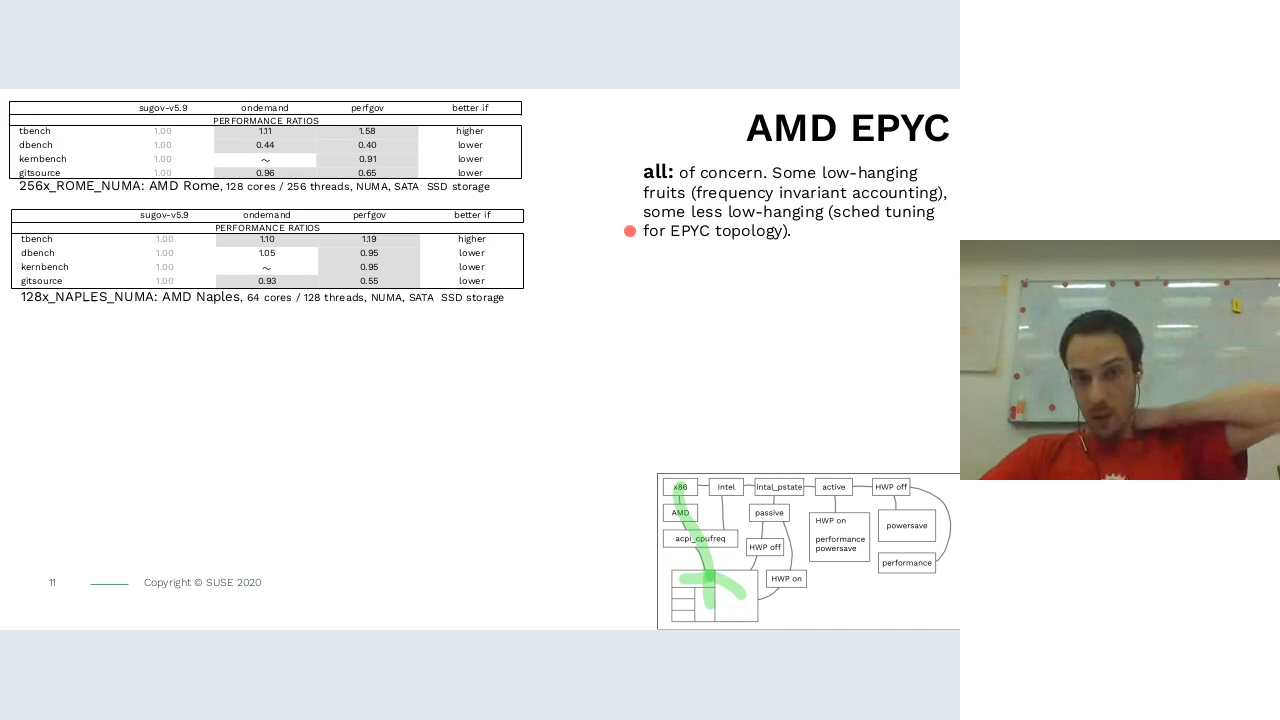 sugov-v5.9 ondemand perfgov better if
PERFORMANCE RATIOS
tbench 1.00 1.11 1.58 higher
dbench 1.00 0.44 0.40 lower
kernbench 1.00 ~ 0.91 lower
gitsource 1.00 0.96 0.65 lower
256x_ROME_NUMA: AMD Rome, 128 cores / 256 threads, NUMA, SATA SSD storage
sugov-v5.9 ondemand perfgov better if
PERFORMANCE RATIOS
tbench 1.00 1.10 1.19 higher
dbench 1.00 1.05 0.95 lower
kernbench 1.00 ~ 0.95 lower
gitsource 1.00 0.93 0.55 lower
128x_NAPLES_NUMA: AMD Naples, 64 cores / 128 threads, NUMA, SATA SSD storage
AMD EPYC
all: of concern. Some low-hanging
fruits (frequency invariant accounting),
some less low-hanging (sched tuning
for EPYC topology).
x86 Intel intal_pstate active HWP off
AMD passive
HWP on
powersave
acpi_cpufreq
performance
HWP off
powersave
performance
HWP on
11 Copyright © SUSE 2020